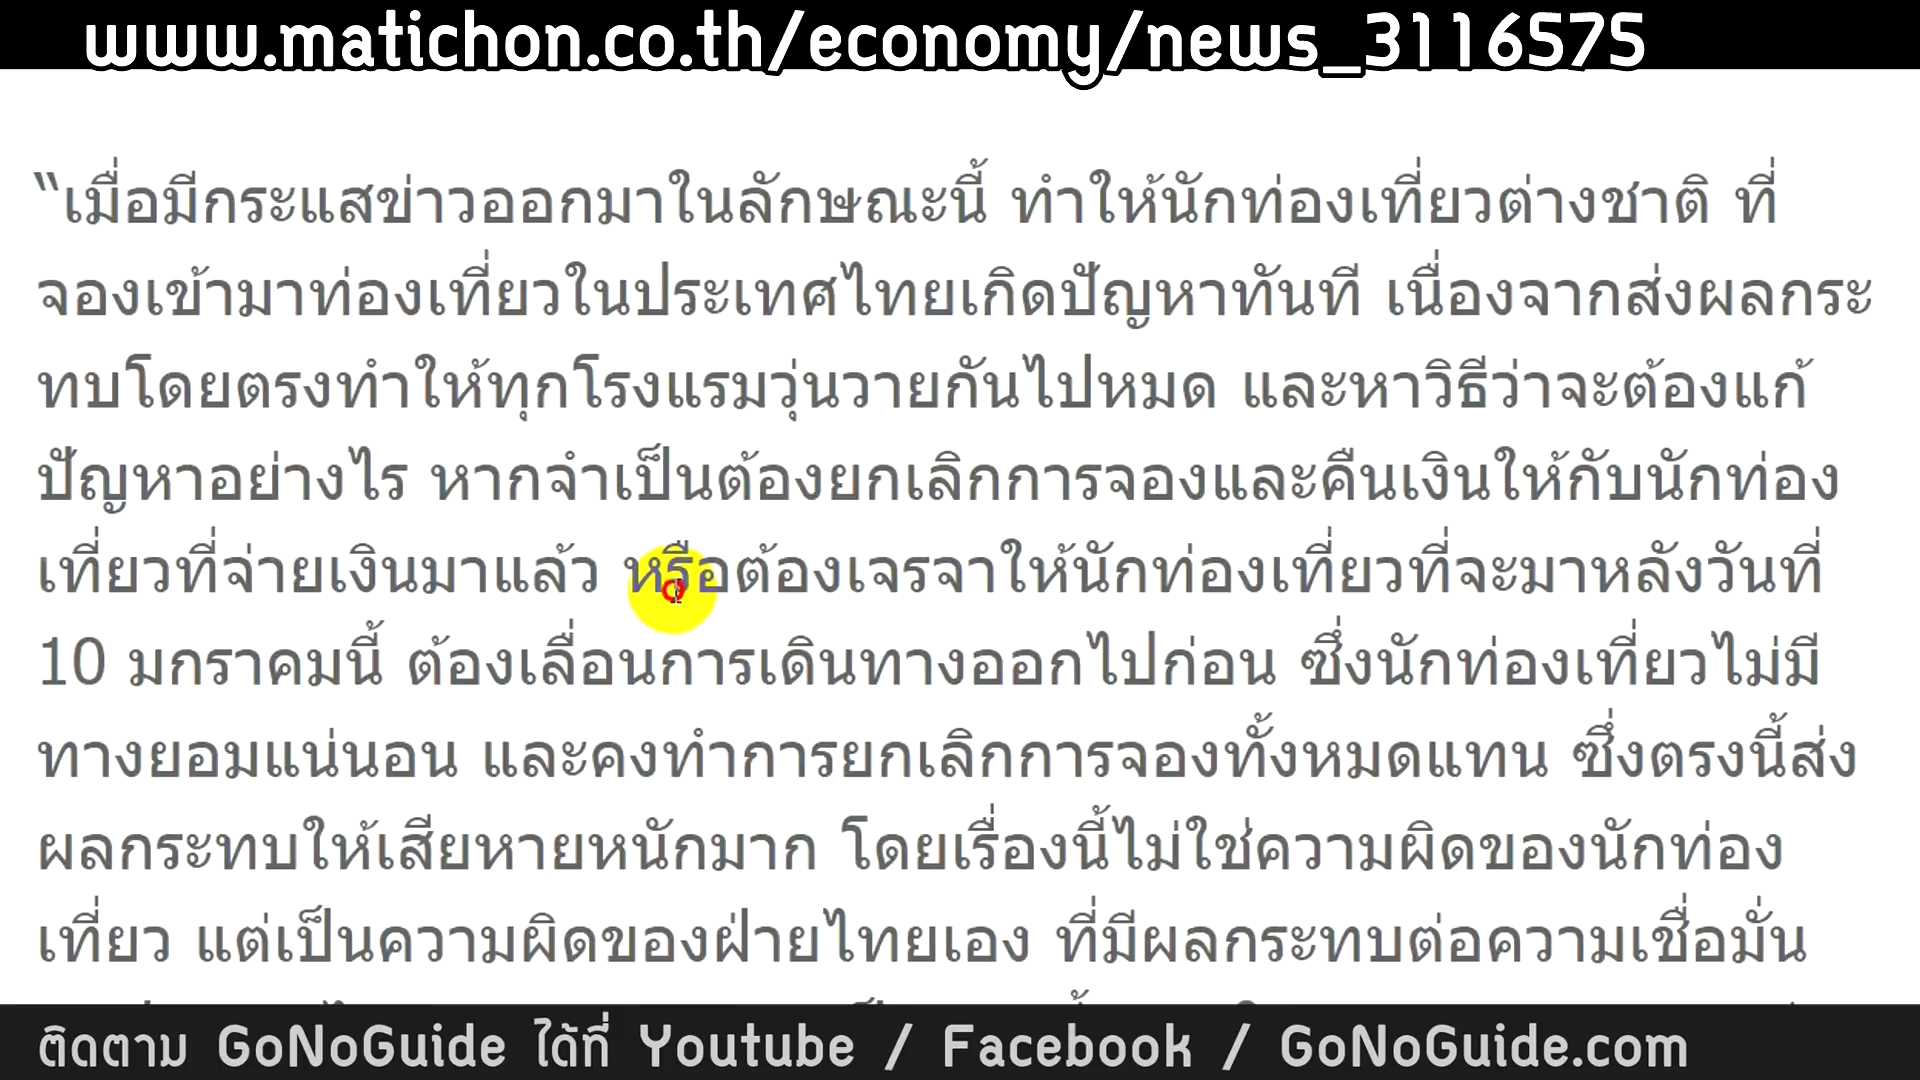 www.matichon.co.th/economy/news_3116575
“เมื่อมีกระแสข่าวออกมาในลักษณะนี้ ทำให้นักท่องเที่ยวต่างชาติ ที่
จองเข้ามาท่องเที่ยวในประเทศไทยเกิดปัญหาทันที เนื่องจากส่งผลกระ
ทบโดยตรงทำให้ทุกโรงแรมวุ่นวายกันไปหมด และหาวิธีว่าจะต้องแก้
ปัญหาอย่างไร หากจำเป็นต้องยกเลิกการจองและคืนเงินให้กับนักท่อง
เที่ยวที่จ่ายเงินมาแล้ว หรือต้องเจรจาให้นักท่องเที่ยวที่จะมาหลังวันที่
10 มกราคมนี้ ต้องเลื่อนการเดินทางออกไปก่อน ซึ่งนักท่องเที่ยวไม่มี
ทางยอมแน่นอน และคงทำการยกเลิกการจองทั้งหมดแทน ซึ่งตรงนี้ส่ง
ผลกระทบให้เสียหายหนักมาก โดยเรื่องนี้ไม่ใช่ความผิดของนักท่อง
เที่ยว แต่เป็นความผิดของฝ่ายไทยเอง ที่มีผลกระทบต่อความเชื่อมั่น
ติดตาม GoNoGuide ได้ที่ Youtube / Facebook / GoNoGuide.com